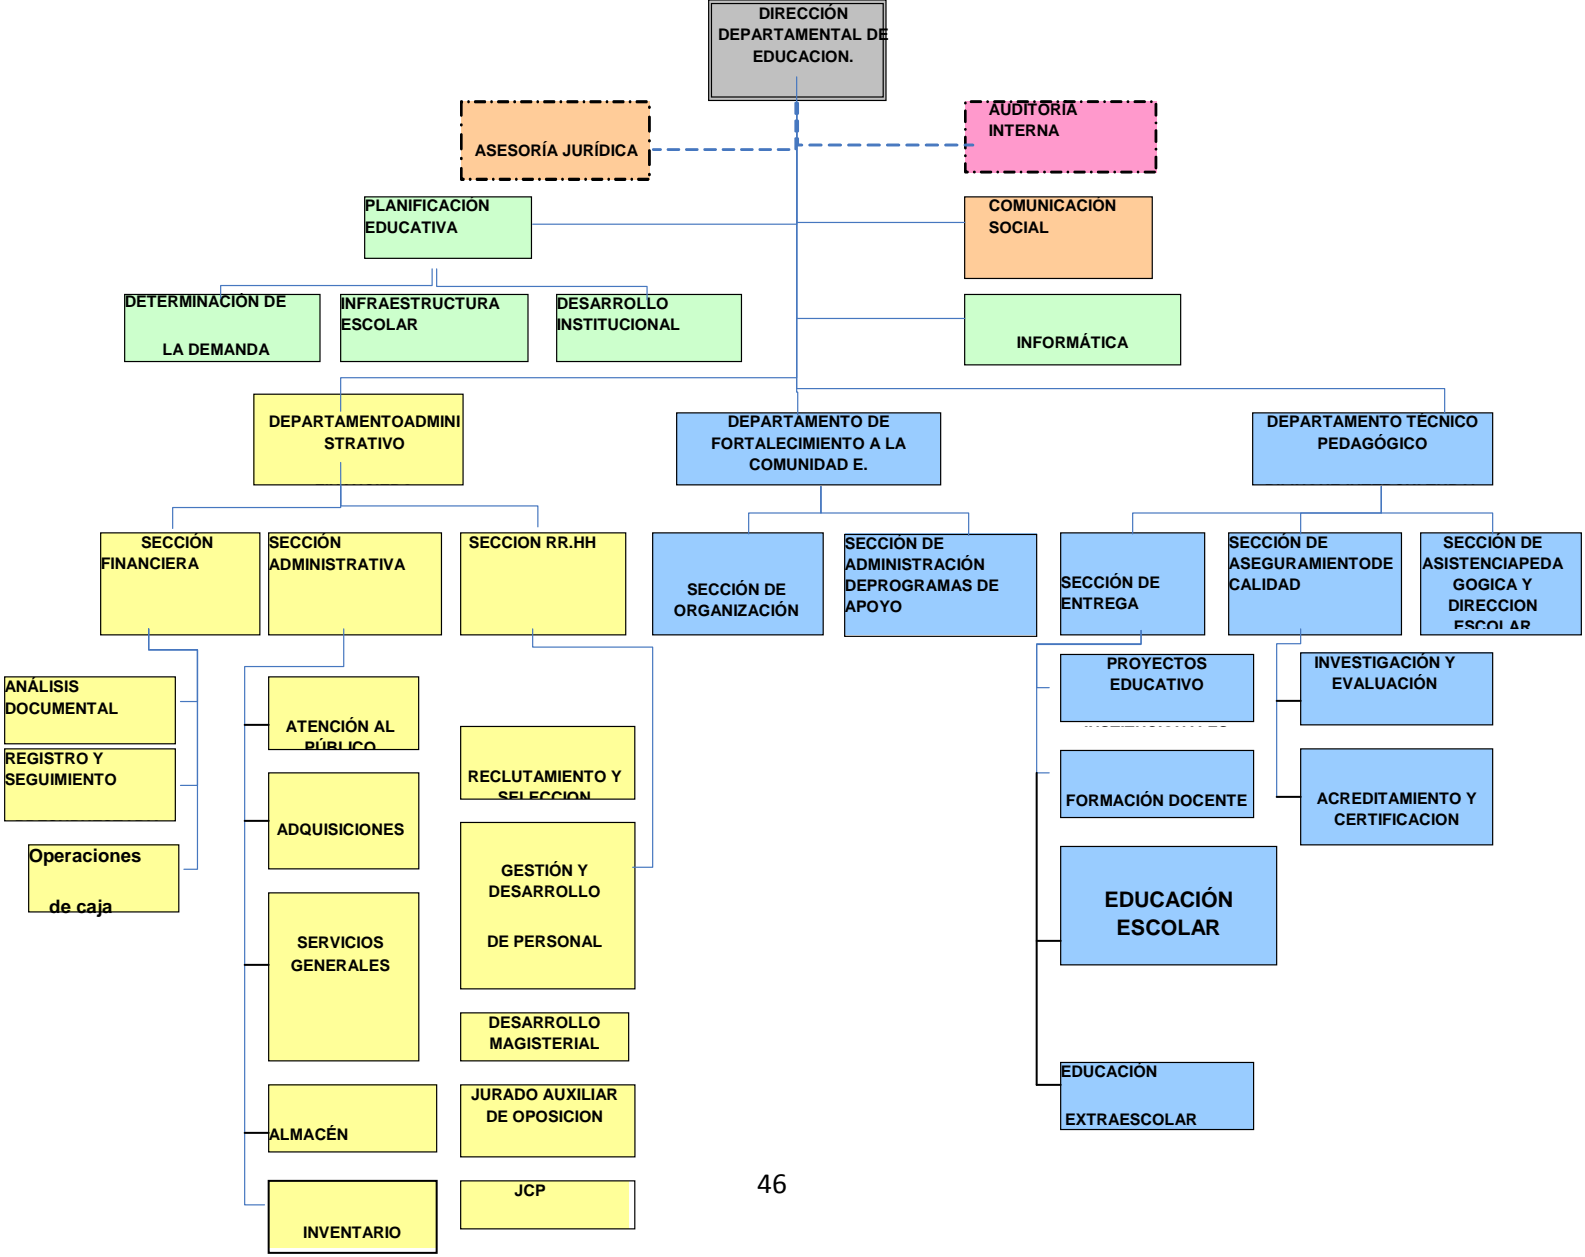 DIRECCIÓN
DEPARTAMENTAL DE
EDUCACION.
ASESORÍA JURÍDICA
AUDITORÍA
INTERNA
PLANIFICACIÓN
EDUCATIVA
COMUNICACIÓN
SOCIAL
DETERMINACIÓN DE
LA DEMANDA
INFRAESTRUCTURA
ESCOLAR
DESARROLLO
INSTITUCIONAL
INFORMÁTICA
DEPARTAMENTOADMINI
STRATIVO
DEPARTAMENTO DE
FORTALECIMIENTO A LA
COMUNIDAD E.
DEPARTAMENTO TÉCNICO
PEDAGÓGICO
SECCIÓN
FINANCIERA
SECCIÓN
ADMINISTRATIVA
SECCION RR.HH
SECCIÓN DE
ORGANIZACIÓN
SECCIÓN DE
ADMINISTRACIÓN
DEPROGRAMAS DE
APOYO
SECCIÓN DE
ENTREGA
SECCIÓN DE
ASEGURAMIENTODE
CALIDAD
SECCIÓN DE
ASISTENCIAPEDA
GOGICA Y
DIRECCION
ESCOLAR
ANÁLISIS
DOCUMENTAL
REGISTRO Y
SEGUIMIENTO
Operaciones
de caja
ATENCIÓN AL
PÚBLICO
ADQUISICIONES
SERVICIOS
GENERALES
ALMACÉN
INVENTARIO
RECLUTAMIENTO Y
SELECCION
GESTIÓN Y
DESARROLLO
DE PERSONAL
DESARROLLO
MAGISTERIAL
JURADO AUXILIAR
DE OPOSICION
JCP
PROYECTOS
EDUCATIVO
FORMACIÓN DOCENTE
EDUCACIÓN
ESCOLAR
EDUCACIÓN
EXTRAESCOLAR
INVESTIGACIÓN Y
EVALUACIÓN
ACREDITAMIENTO Y
CERTIFICACION
46